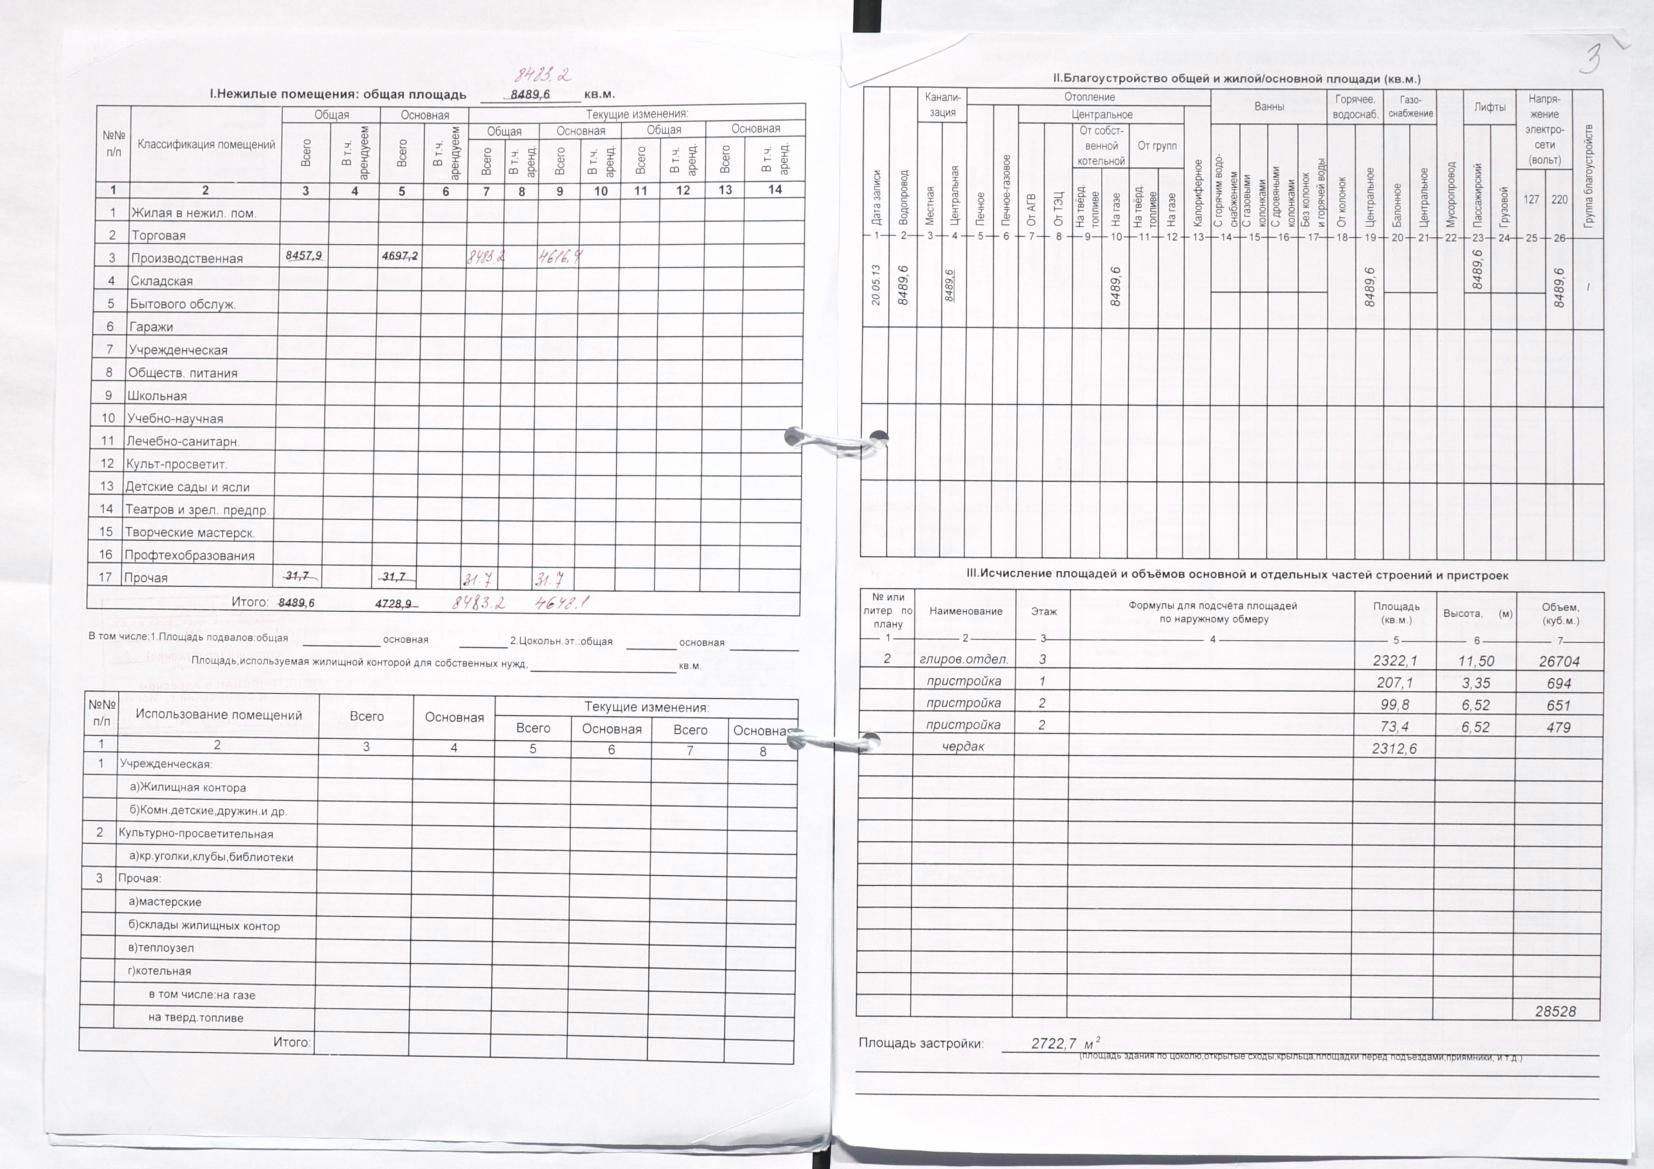 8483.2
I.Нежилые помещения: общая площадь 8489,6 кв.м.
№№ п/п
Классификация помещений
Общая
Основная
Текущие изменения:
Общая
Основная
Общая
Основная
Всего
В т.ч. арендуеем
Всего
В т.ч. арендуеем
Всего
В т.ч. аренд.
Всего
В т.ч. аренд.
Всего
В т.ч. аренд.
Всего
В т.ч. аренд.
1 2 3 4 5 6 7 8 9 10 11 12 13 14
1 Жилая в нежил. пом.
2 Торговая
3 Производственная 8457,9 4697,2 8483.2
4 Складская
5 Бытового обслуж.
6 Гаражи
7 Учрежденческая
8 Обществ. питания
9 Школьная
10 Учебно-научная
11 Лечебно-санитарн.
12 Культ-просветит.
13 Детские сады и ясли
14 Театров и зрел. предпр.
15 Творческие мастерск.
16 Профтехобразования
17 Прочая 31,7 31,7 31.7 31.7
Итого: 8489,6 4728,9 8483.2 4648.1
В том числе:1.Площадь подвалов:общая основная 2.Цокольн.эт.:общая основная
Площадь,используемая жилищной конторой для собственных нужд, кв.м.
№№ п/п
Использование помещений
Всего
Основная
Текущие изменения:
Всего
Основная
Всего
Основная
1 2 3 4 5 6 7 8
1 Учрежденческая:
а)Жилищная контора
б)Комн.детские,дружин.и др.
2 Культурно-просветительная
а)кр.уголки,клубы,библиотеки
3 Прочая:
а)мастерские
б)склады жилищных контор
в)теплоузел
г)котельная
в том числе:на газе
на тверд.топливе
Итого:
3
II.Благоустройство общей и жилой/основной площади (кв.м.)
Дата записи
Водопровод
Канали-
зация
Местная
Центральная
Отопление
Печное
Печное-газовое
Центральное
От АГВ
От ТЭЦ
От собст-
венной
котельной
На твёрд. топливе
На газе
От групп
На твёрд. топливе
На газе
Калориферное
Ванны
С горячим водо-
снабжением
С газовыми
колонками
С дровяными
колонками
Без колонок
и горячей воды
Горячее.
водоснаб.
От колонок
Центральное
Газо-
снабжение
Балонное
Центральное
Мусоропровод
Лифты
Пассажирский
Грузовой
Напря-
жение
электро-
сети
(вольт)
127
220
Группа благоустройств
1 2 3 4 5 6 7 8 9 10 11 12 13 14 15 16 17 18 19 20 21 22 23 24 25 26
20.05.13 8489,6 8489,6 8489,6 8489,6 8489,6 8489,6
III.Исчисление площадей и объёмов основной и отдельных частей строений и пристроек
№ или
литер по
плану
Наименование
Этаж
Формулы для подсчёта площадей
по наружному обмеру
Площадь
(кв.м.)
Высота, (м)
Объем,
(куб.м.)
1 2 3 4 5 6 7
2 глиров.отдел. 3 2322,1 11,50 26704
пристройка 1 207,1 3,35 694
пристройка 2 99,8 6,52 651
пристройка 2 73,4 6,52 479
чердак 2312,6
28528
Площадь застройки: 2722,7 м²
(площадь здания по цоколю,открытые сходы,крыльца,площадки перед подъездами,приямники, и т.д.)